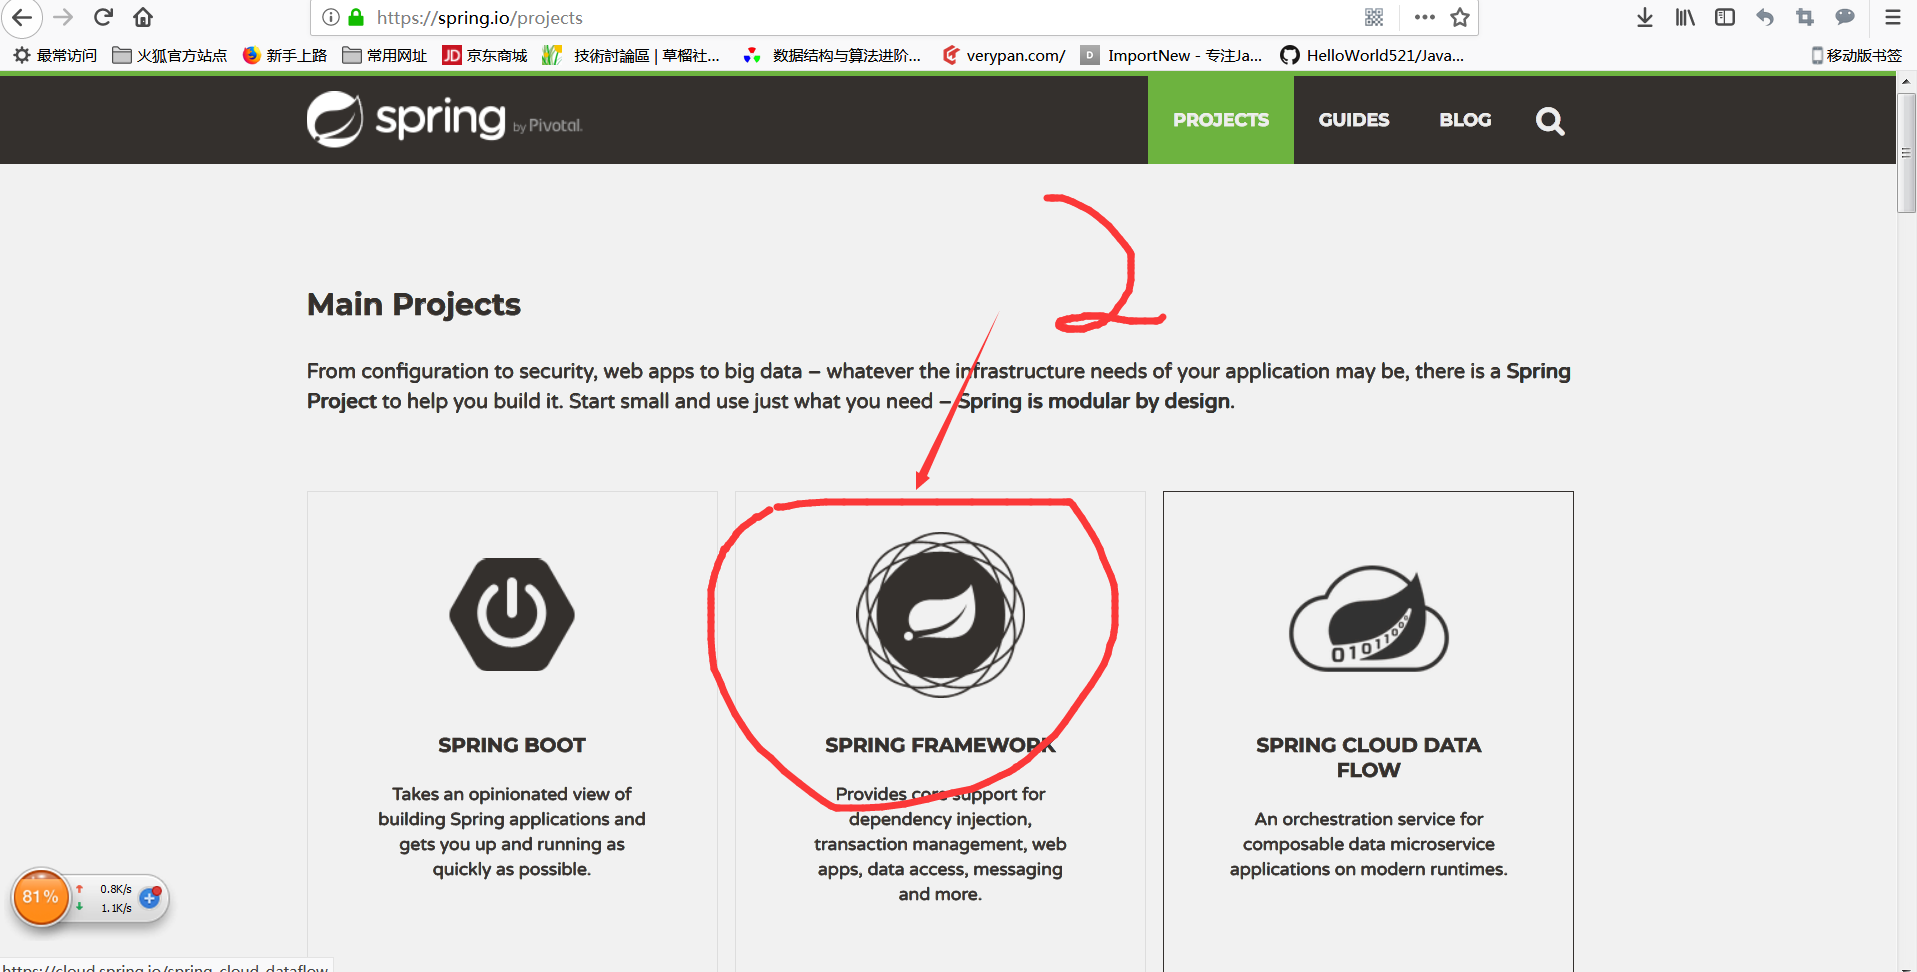 https://spring.io/projects
最常访问 火狐官方站点 新手上路 常用网址 JD 京东商城 技術討論區 | 草榴社... 数据结构与算法进阶... verypan.com/ D ImportNew - 专注Ja... HelloWorld521/Java... 移动版书签
spring by Pivotal.
PROJECTS GUIDES BLOG
2
Main Projects
From configuration to security, web apps to big data – whatever the infrastructure needs of your application may be, there is a Spring
Project to help you build it. Start small and use just what you need – Spring is modular by design.
SPRING BOOT
Takes an opinionated view of
building Spring applications and
gets you up and running as
quickly as possible.
SPRING FRAMEWORK
Provides core support for
dependency injection,
transaction management, web
apps, data access, messaging
and more.
01011000
SPRING CLOUD DATA
FLOW
An orchestration service for
composable data microservice
applications on modern runtimes.
81%
0.8K/s
1.1K/s
https://cloud.spring.io/spring-cloud-dataflow